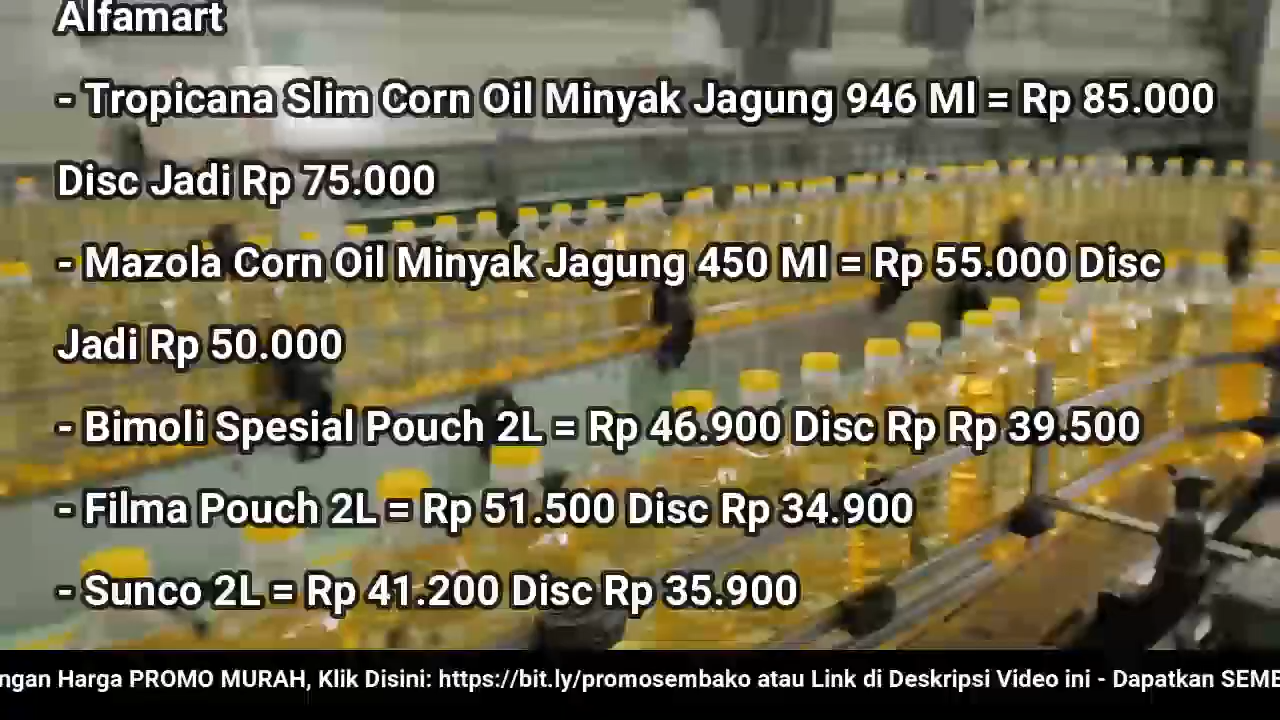 Alfamart
- Tropicana Slim Corn Oil Minyak Jagung 946 Ml = Rp 85.000
Disc Jadi Rp 75.000
- Mazola Corn Oil Minyak Jagung 450 Ml = Rp 55.000 Disc
Jadi Rp 50.000
- Bimoli Spesial Pouch 2L = Rp 46.900 Disc Rp Rp 39.500
- Filma Pouch 2L = Rp 51.500 Disc Rp 34.900
- Sunco 2L = Rp 41.200 Disc Rp 35.900
ngan Harga PROMO MURAH, Klik Disini: https://bit.ly/promosembako atau Link di Deskripsi Video ini - Dapatkan SEME